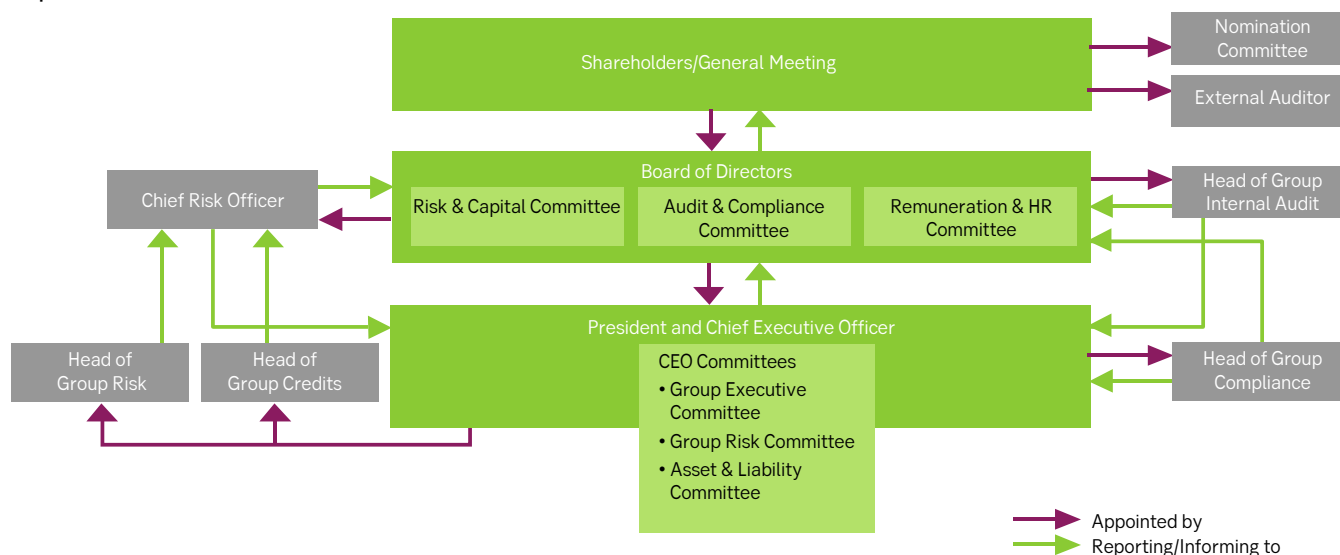 Shareholders/General Meeting
Nomination
Committee
External Auditor
Board of Directors
Risk & Capital Committee
Audit & Compliance
Committee
Remuneration & HR
Committee
Chief Risk Officer
Head of Group
Internal Audit
President and Chief Executive Officer
CEO Committees
• Group Executive
Committee
• Group Risk Committee
• Asset & Liability
Committee
Head of
Group Risk
Head of
Group Credits
Head of Group
Compliance
Appointed by
Reporting/Informing to